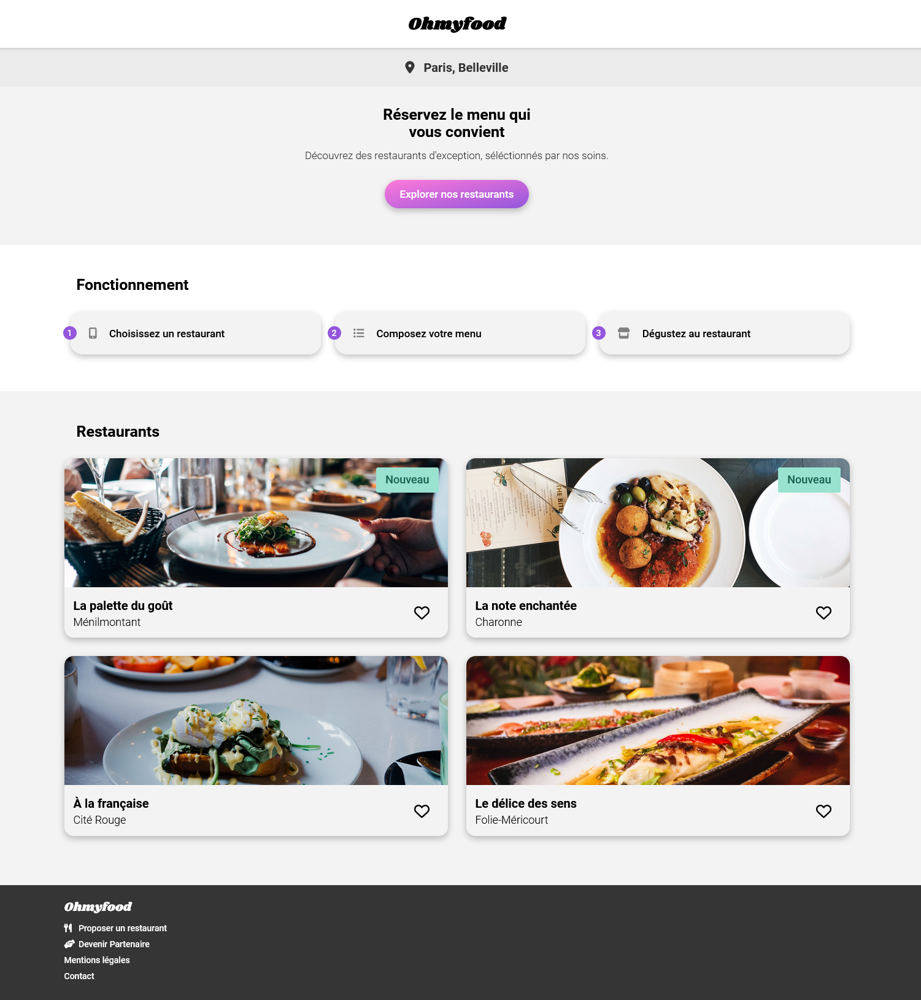 Ohmyfood
Paris, Belleville
Réservez le menu qui
vous convient
Découvrez des restaurants d'exception, séléctionnés par nos soins.
Explorer nos restaurants
Fonctionnement
1 Choisissez un restaurant
2 Composez votre menu
3 Dégustez au restaurant
Restaurants
Nouveau
THE BITE
Nouveau
La palette du goût
Ménilmontant
La note enchantée
Charonne
À la française
Cité Rouge
Le délice des sens
Folie-Méricourt
Ohmyfood
Proposer un restaurant
Devenir Partenaire
Mentions légales
Contact